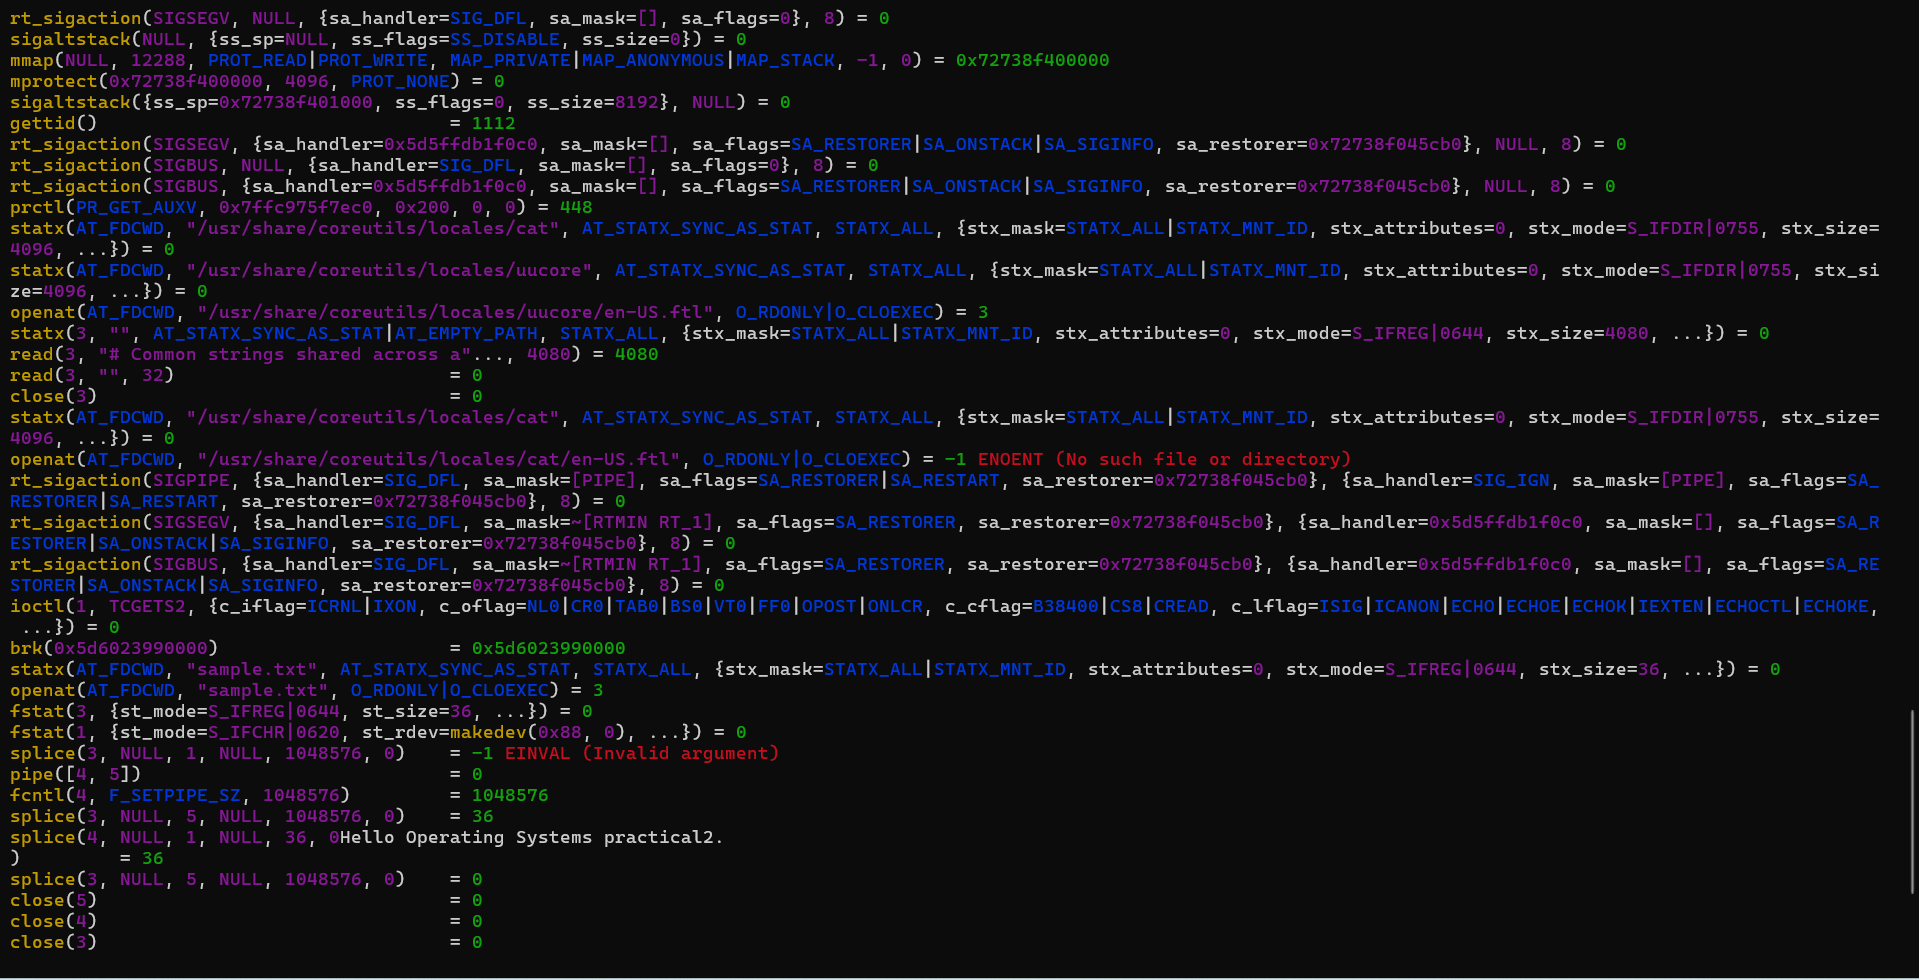 rt_sigaction(SIGSEGV, NULL, {sa_handler=SIG_DFL, sa_mask=[], sa_flags=0}, 8) = 0
sigaltstack(NULL, {ss_sp=NULL, ss_flags=SS_DISABLE, ss_size=0}) = 0
mmap(NULL, 12288, PROT_READ|PROT_WRITE, MAP_PRIVATE|MAP_ANONYMOUS|MAP_STACK, -1, 0) = 0x72738f400000
mprotect(0x72738f400000, 4096, PROT_NONE) = 0
sigaltstack({ss_sp=0x72738f401000, ss_flags=0, ss_size=8192}, NULL) = 0
gettid()                                = 1112
rt_sigaction(SIGSEGV, {sa_handler=0x5d5ffdb1f0c0, sa_mask=[], sa_flags=SA_RESTORER|SA_ONSTACK|SA_SIGINFO, sa_restorer=0x72738f045cb0}, NULL, 8) = 0
rt_sigaction(SIGBUS, NULL, {sa_handler=SIG_DFL, sa_mask=[], sa_flags=0}, 8) = 0
rt_sigaction(SIGBUS, {sa_handler=0x5d5ffdb1f0c0, sa_mask=[], sa_flags=SA_RESTORER|SA_ONSTACK|SA_SIGINFO, sa_restorer=0x72738f045cb0}, NULL, 8) = 0
prctl(PR_GET_AUXV, 0x7ffc975f7ec0, 0x200, 0, 0) = 448
statx(AT_FDCWD, "/usr/share/coreutils/locales/cat", AT_STATX_SYNC_AS_STAT, STATX_ALL, {stx_mask=STATX_ALL|STATX_MNT_ID, stx_attributes=0, stx_mode=S_IFDIR|0755, stx_size=
4096, ...}) = 0
statx(AT_FDCWD, "/usr/share/coreutils/locales/uucore", AT_STATX_SYNC_AS_STAT, STATX_ALL, {stx_mask=STATX_ALL|STATX_MNT_ID, stx_attributes=0, stx_mode=S_IFDIR|0755, stx_si
ze=4096, ...}) = 0
openat(AT_FDCWD, "/usr/share/coreutils/locales/uucore/en-US.ftl", O_RDONLY|O_CLOEXEC) = 3
statx(3, "", AT_STATX_SYNC_AS_STAT|AT_EMPTY_PATH, STATX_ALL, {stx_mask=STATX_ALL|STATX_MNT_ID, stx_attributes=0, stx_mode=S_IFREG|0644, stx_size=4080, ...}) = 0
read(3, "# Common strings shared across a"..., 4080) = 4080
read(3, "", 32)                         = 0
close(3)                                = 0
statx(AT_FDCWD, "/usr/share/coreutils/locales/cat", AT_STATX_SYNC_AS_STAT, STATX_ALL, {stx_mask=STATX_ALL|STATX_MNT_ID, stx_attributes=0, stx_mode=S_IFDIR|0755, stx_size=
4096, ...}) = 0
openat(AT_FDCWD, "/usr/share/coreutils/locales/cat/en-US.ftl", O_RDONLY|O_CLOEXEC) = -1 ENOENT (No such file or directory)
rt_sigaction(SIGPIPE, {sa_handler=SIG_DFL, sa_mask=[PIPE], sa_flags=SA_RESTORER|SA_RESTART, sa_restorer=0x72738f045cb0}, {sa_handler=SIG_IGN, sa_mask=[PIPE], sa_flags=SA_
RESTORER|SA_RESTART, sa_restorer=0x72738f045cb0}, 8) = 0
rt_sigaction(SIGSEGV, {sa_handler=SIG_DFL, sa_mask=~[RTMIN RT_1], sa_flags=SA_RESTORER, sa_restorer=0x72738f045cb0}, {sa_handler=0x5d5ffdb1f0c0, sa_mask=[], sa_flags=SA_R
ESTORER|SA_ONSTACK|SA_SIGINFO, sa_restorer=0x72738f045cb0}, 8) = 0
rt_sigaction(SIGBUS, {sa_handler=SIG_DFL, sa_mask=~[RTMIN RT_1], sa_flags=SA_RESTORER, sa_restorer=0x72738f045cb0}, {sa_handler=0x5d5ffdb1f0c0, sa_mask=[], sa_flags=SA_RE
STORER|SA_ONSTACK|SA_SIGINFO, sa_restorer=0x72738f045cb0}, 8) = 0
ioctl(1, TCGETS2, {c_iflag=ICRNL|IXON, c_oflag=NL0|CR0|TAB0|BS0|VT0|FF0|OPOST|ONLCR, c_cflag=B38400|CS8|CREAD, c_lflag=ISIG|ICANON|ECHO|ECHOE|ECHOK|IEXTEN|ECHOCTL|ECHOKE,
 ...}) = 0
brk(0x5d6023990000)                     = 0x5d6023990000
statx(AT_FDCWD, "sample.txt", AT_STATX_SYNC_AS_STAT, STATX_ALL, {stx_mask=STATX_ALL|STATX_MNT_ID, stx_attributes=0, stx_mode=S_IFREG|0644, stx_size=36, ...}) = 0
openat(AT_FDCWD, "sample.txt", O_RDONLY|O_CLOEXEC) = 3
fstat(3, {st_mode=S_IFREG|0644, st_size=36, ...}) = 0
fstat(1, {st_mode=S_IFCHR|0620, st_rdev=makedev(0x88, 0), ...}) = 0
splice(3, NULL, 1, NULL, 1048576, 0)    = -1 EINVAL (Invalid argument)
pipe([4, 5])                            = 0
fcntl(4, F_SETPIPE_SZ, 1048576)         = 1048576
splice(3, NULL, 5, NULL, 1048576, 0)    = 36
splice(4, NULL, 1, NULL, 36, 0Hello Operating Systems practical2.
)         = 36
splice(3, NULL, 5, NULL, 1048576, 0)    = 0
close(5)                                = 0
close(4)                                = 0
close(3)                                = 0